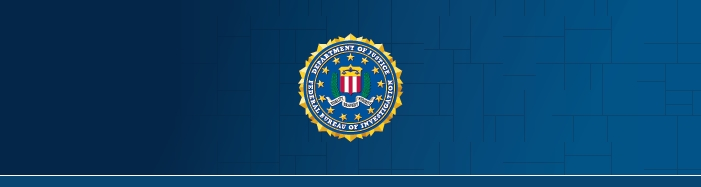 DEPARTMENT OF JUSTICE
FEDERAL BUREAU OF INVESTIGATION